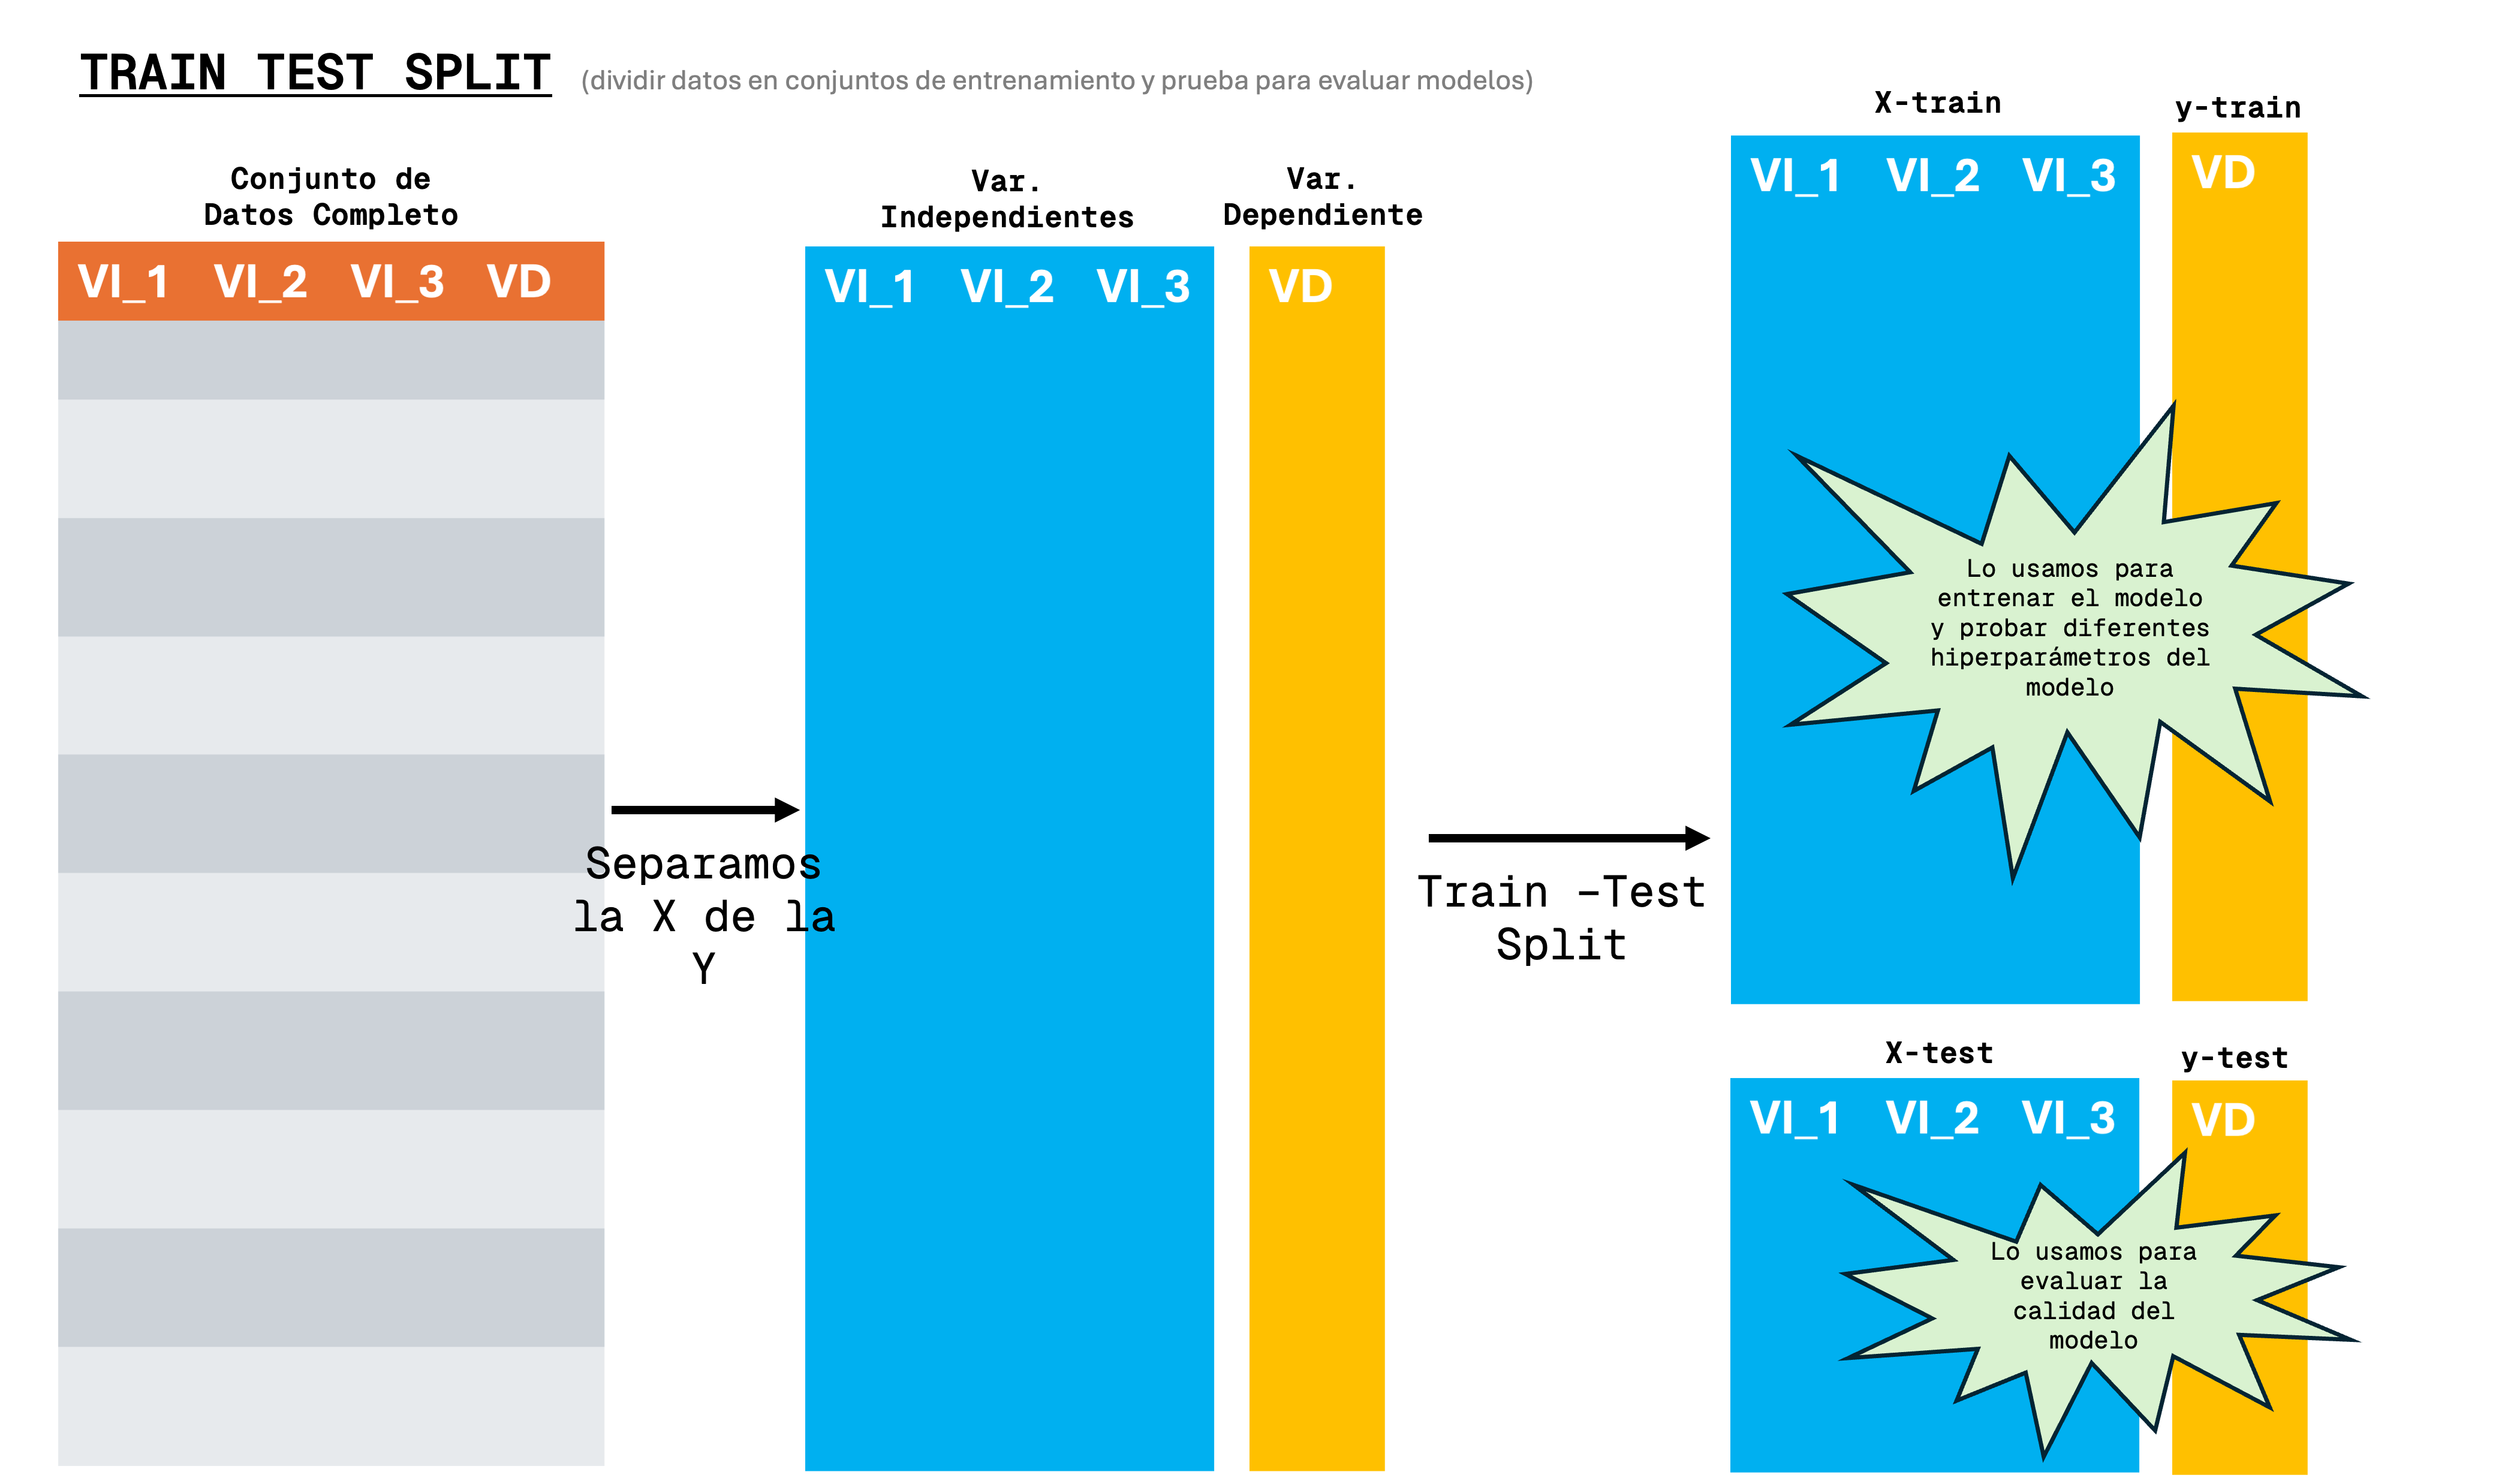 TRAIN TEST SPLIT (dividir datos en conjuntos de entrenamiento y prueba para evaluar modelos)
Conjunto de
Datos Completo
VI_1 VI_2 VI_3 VD
Separamos
la X de la
Y
Var.
Independientes
VI_1 VI_2 VI_3
Var.
Dependiente
VD
Train –Test
Split
X-train
VI_1 VI_2 VI_3
y-train
VD
Lo usamos para
entrenar el modelo
y probar diferentes
hiperparámetros del
modelo
X-test
VI_1 VI_2 VI_3
y-test
VD
Lo usamos para
evaluar la
calidad del
modelo